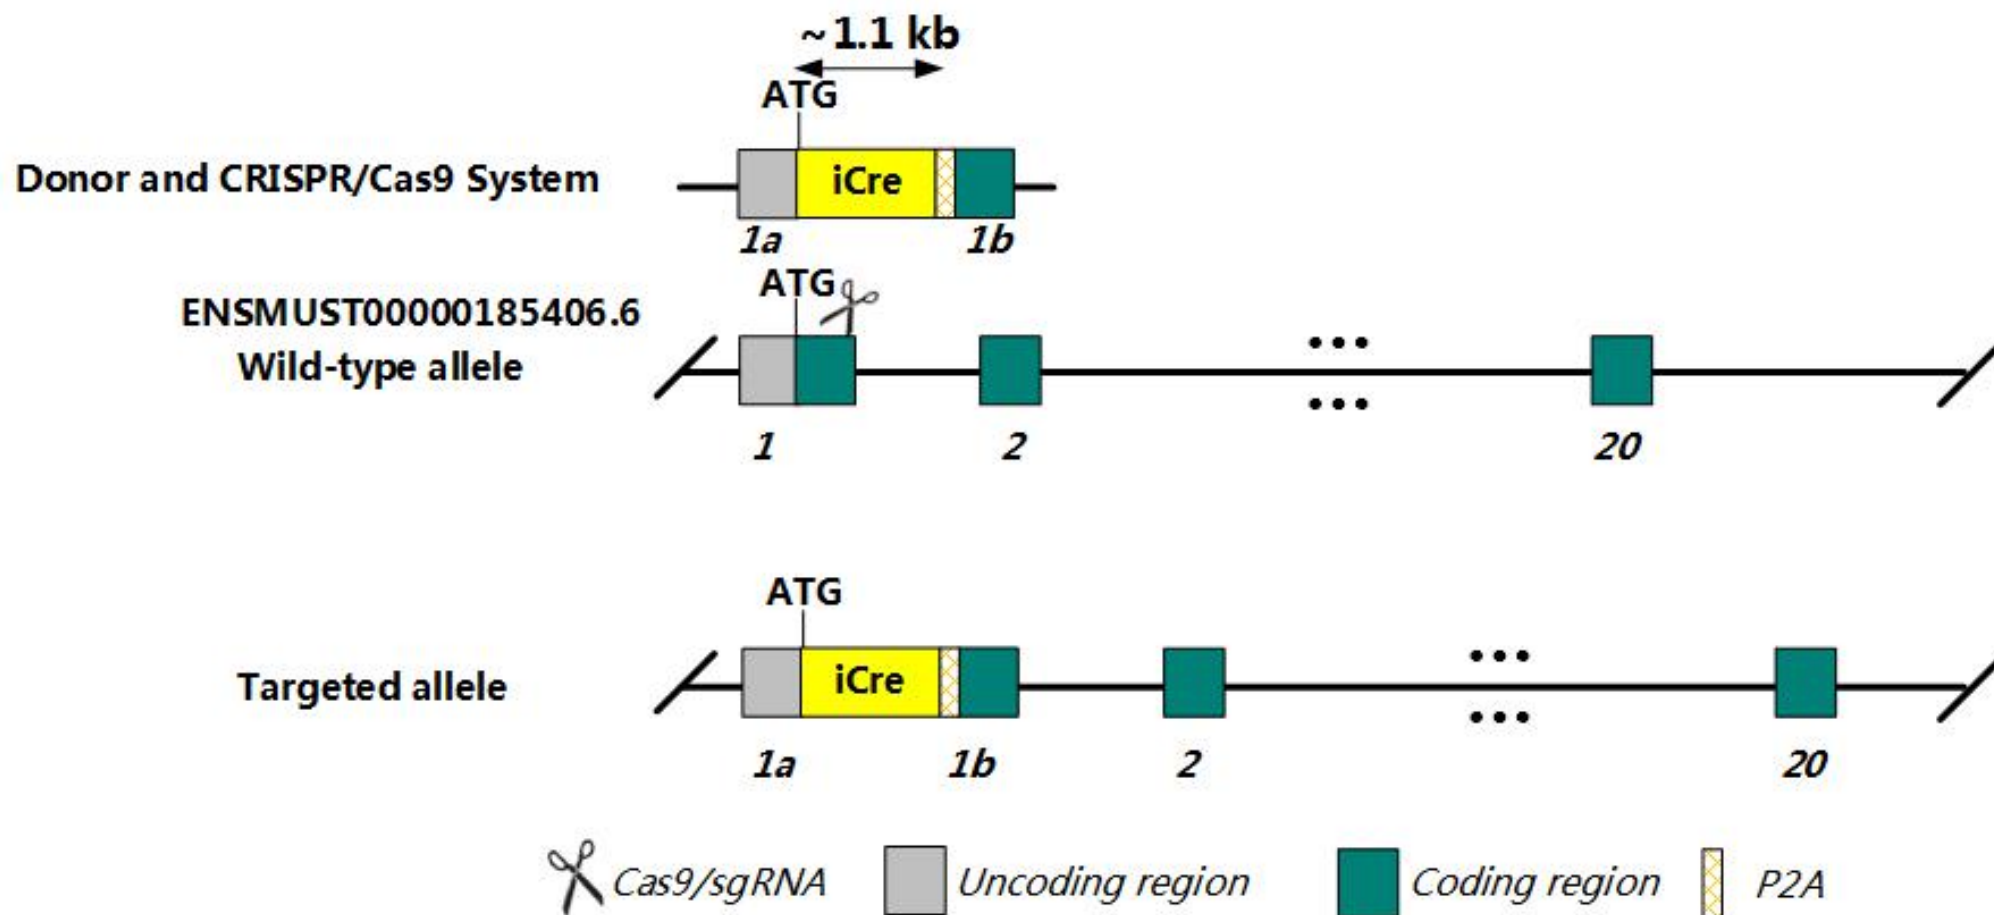 ~1.1 kb
ATG
Donor and CRISPR/Cas9 System
iCre
1a 1b
ATG
ENSMUST00000185406.6
Wild-type allele
1 2 20
ATG
Targeted allele
iCre
1a 1b 2 20
Cas9/sgRNA Uncoding region Coding region P2A